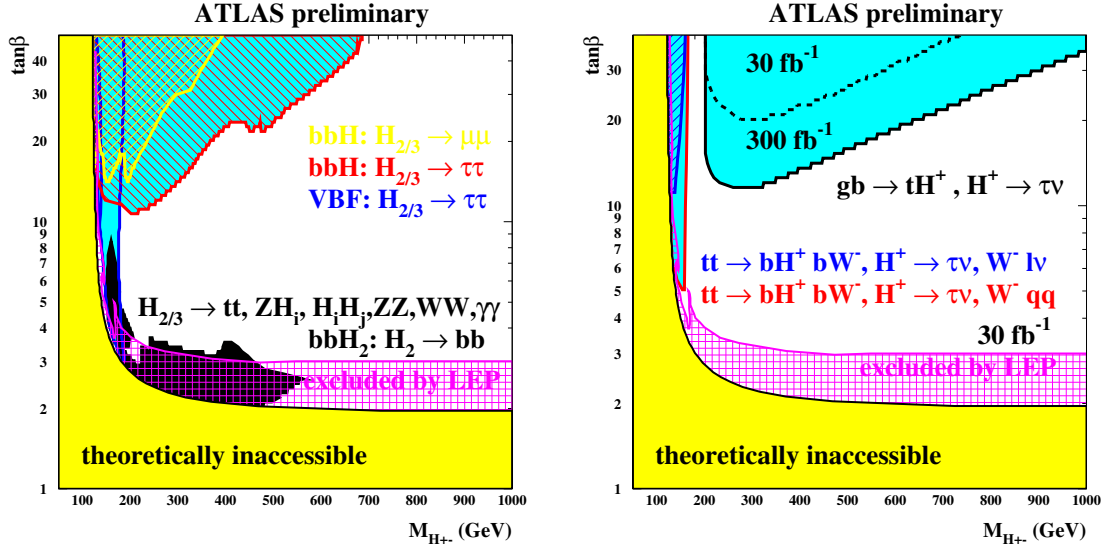 ATLAS preliminary
tanβ
40
30
20
10
9
8
7
6
5
4
3
2
1
bbH: H2/3 → μμ
bbH: H2/3 → ττ
VBF: H2/3 → ττ
H2/3 → tt, ZHi, HiHj,ZZ,WW,γγ
bbH2: H2 → bb
excluded by LEP
theoretically inaccessible
100 200 300 400 500 600 700 800 900 1000
MH+- (GeV)
ATLAS preliminary
tanβ
40
30
20
10
9
8
7
6
5
4
3
2
1
30 fb-1
300 fb-1
gb → tH+ , H+ → τν
tt → bH+ bW-, H+ → τν, W- lν
tt → bH+ bW-, H+ → τν, W- qq
30 fb-1
excluded by LEP
theoretically inaccessible
100 200 300 400 500 600 700 800 900 1000
MH+- (GeV)